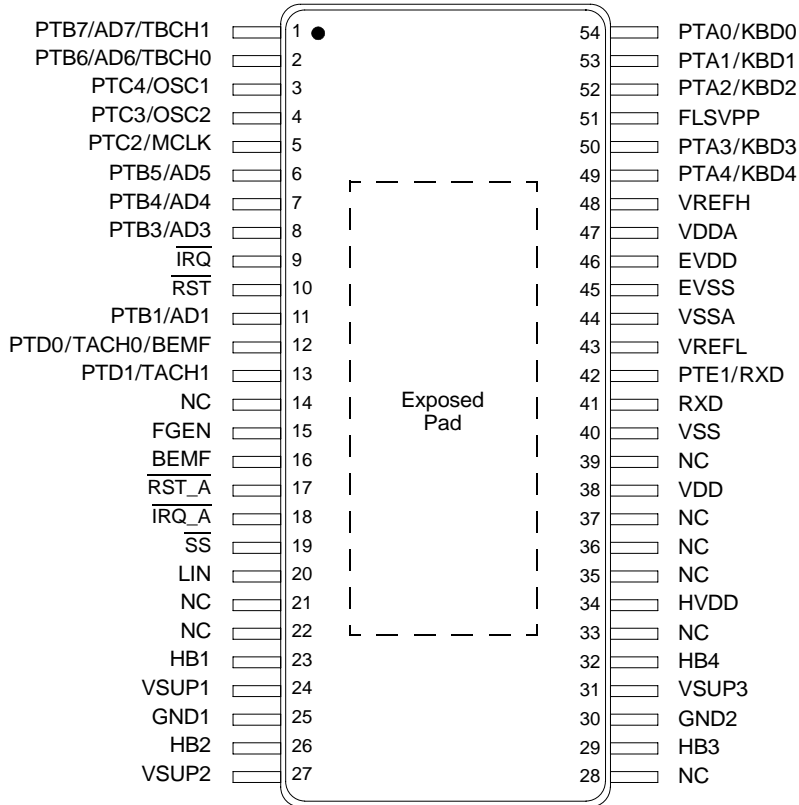 PTB7/AD7/TBCH1 1 54 PTA0/KBD0
PTB6/AD6/TBCH0 2 53 PTA1/KBD1
PTC4/OSC1 3 52 PTA2/KBD2
PTC3/OSC2 4 51 FLSVPP
PTC2/MCLK 5 50 PTA3/KBD3
PTB5/AD5 6 49 PTA4/KBD4
PTB4/AD4 7 48 VREFH
PTB3/AD3 8 47 VDDA
IRQ 9 46 EVDD
RST 10 45 EVSS
PTB1/AD1 11 44 VSSA
PTD0/TACH0/BEMF 12 43 VREFL
PTD1/TACH1 13 42 PTE1/RXD
NC 14 Exposed 41 RXD
FGEN 15 Pad 40 VSS
BEMF 16 39 NC
RST_A 17 38 VDD
IRQ_A 18 37 NC
SS 19 36 NC
LIN 20 35 NC
NC 21 34 HVDD
NC 22 33 NC
HB1 23 32 HB4
VSUP1 24 31 VSUP3
GND1 25 30 GND2
HB2 26 29 HB3
VSUP2 27 28 NC